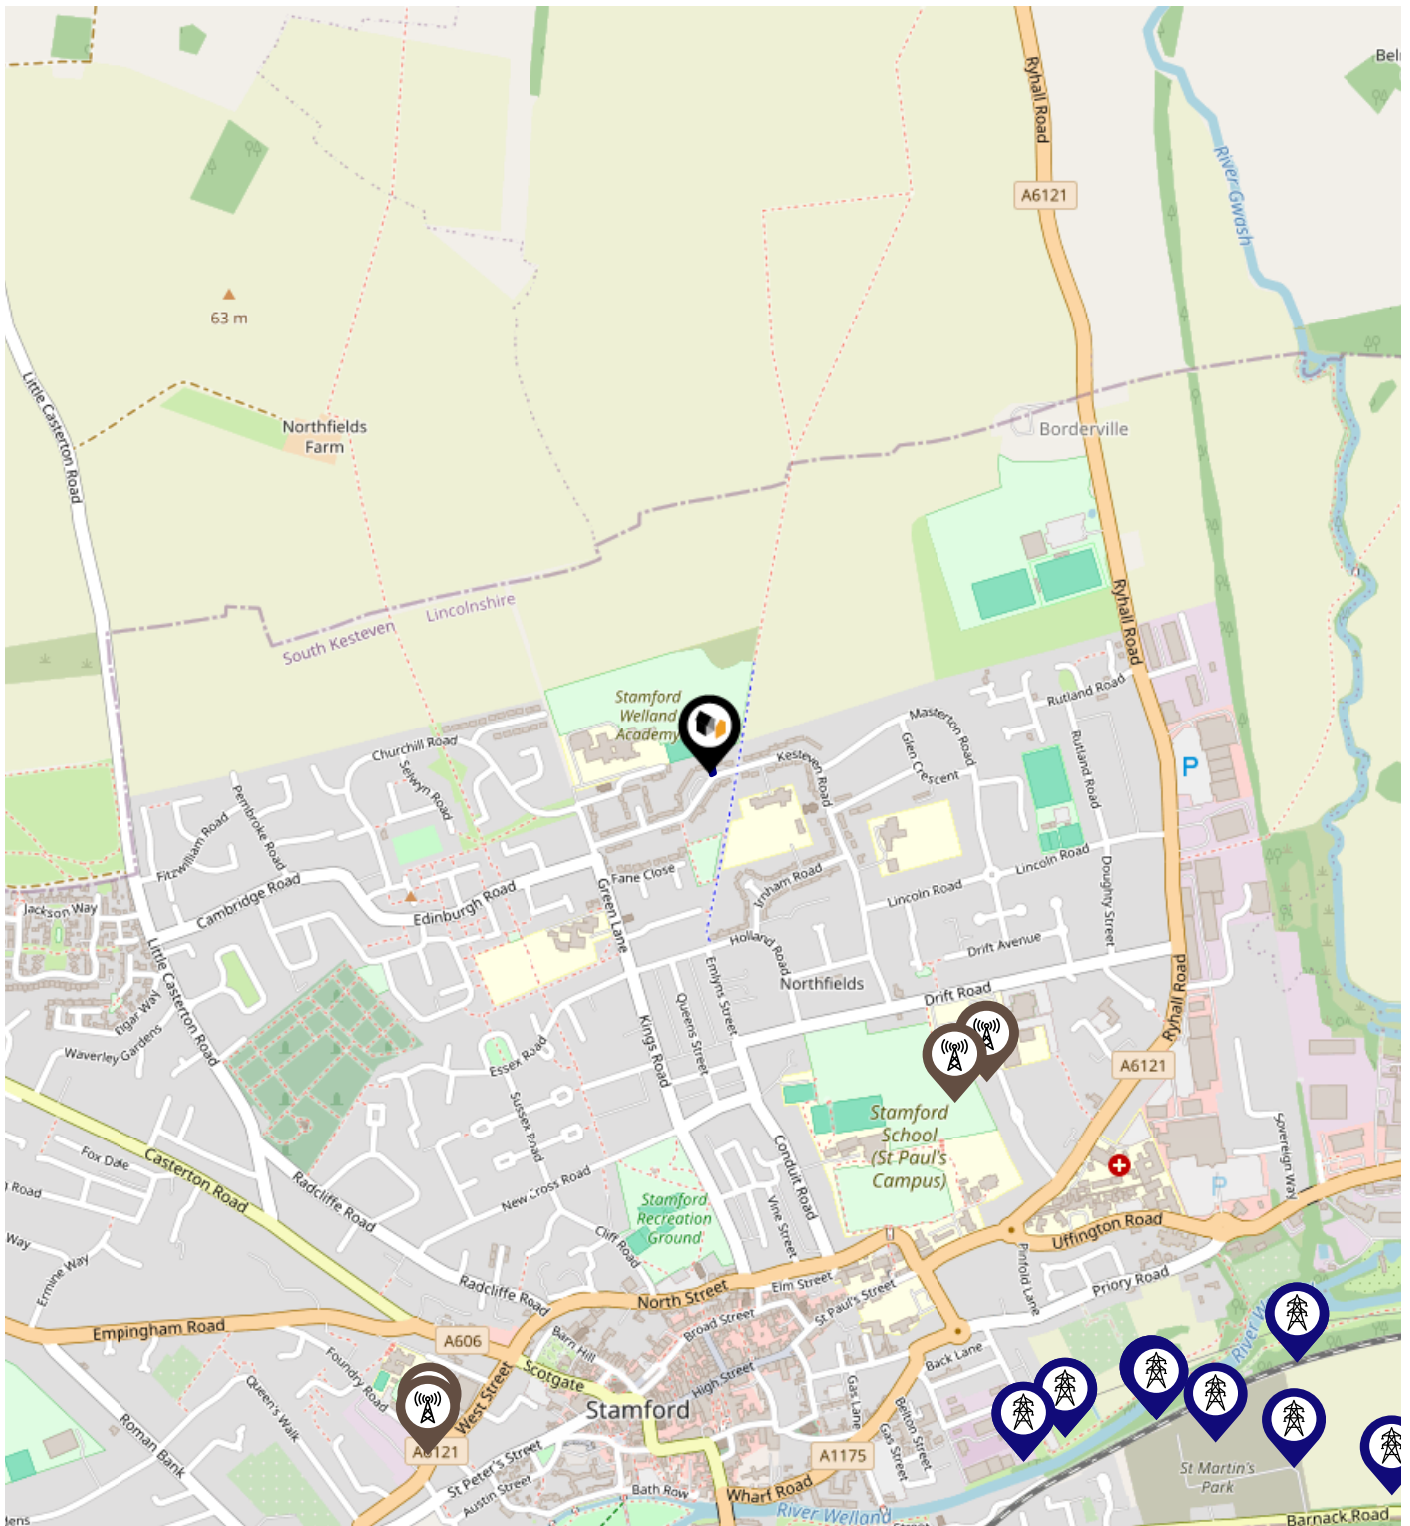 Bel
Ryhall Road
River Gwash
A6121
63 m
Little Casterton Road
Northfields
Farm
Borderville
Lincolnshire
South Kesteven
Ryhall Road
Stamford
Welland
Academy
Rutland Road
Masterton Road
Churchill Road
Glen Crescent
Kesteven Road
Selwyn Road
Rutland Road
P
Pembroke Road
Fitzwilliam Road
Lincoln Road
Fane Close
Irnham Road
Lincoln Road
Cambridge Road
Edinburgh Road
Green Lane
Doughty Street
Jackson Way
Holland Road
Drift Avenue
Little Casterton Road
Emlyns Street
Northfields
Queens Street
Drift Road
Ryhall Road
Elgar Way
Waverley Gardens
Kings Road
Essex Road
A6121
Sussex Road
Stamford
School
(St Paul's
Campus)
Conduit Road
Sovereign Way
Fox Dale
Casterton Road
Road
Radcliffe Road
New Cross Road
P
Stamford
Recreation
Ground
Vine Street
Way
Cliff Road
Uffington Road
Ermine Way
Pinfold Lane
Radcliffe Road
North Street
Elm Street
Priory Road
St Paul's Street
Empingham Road
A606
Broad Street
Barn Hill
River W
Foundry Road
Scotgate
High Street
Back Lane
Queen's Walk
West Street
Stamford
Gas Lane
Belton Street
Roman Bank
A6121
St Peter's Street
A1175
Gas Street
St Martin's
Park
Austin Street
Bath Row
Wharf Road
River Welland
Street
Barnack Road
dens